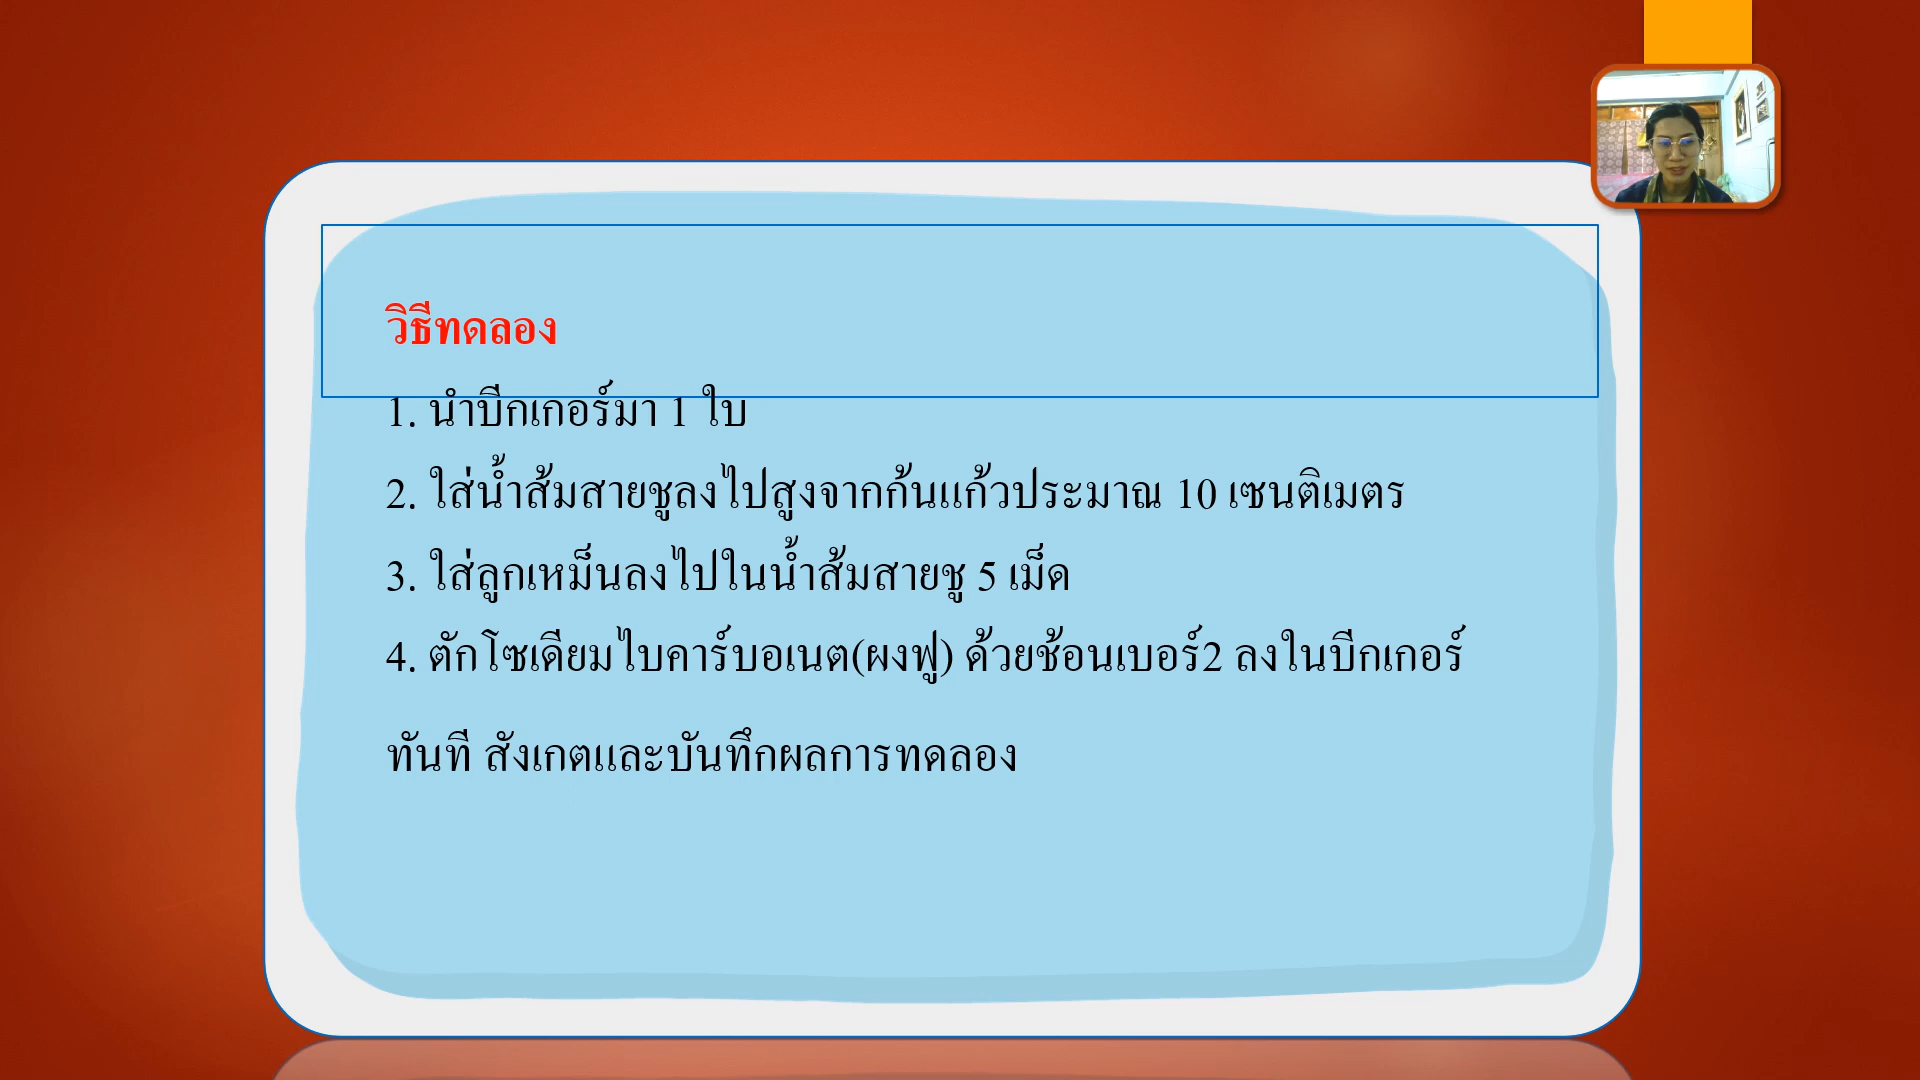 วิธีทดลอง
1. นำบีกเกอร์มา 1 ใบ
2. ใส่น้ำส้มสายชูลงไปสูงจากก้นแก้วประมาณ 10 เซนติเมตร
3. ใส่ลูกเหม็นลงไปในน้ำส้มสายชู 5 เม็ด
4. ตักโซเดียมไบคาร์บอเนต(ผงฟู) ด้วยช้อนเบอร์2 ลงในบีกเกอร์
ทันที สังเกตและบันทึกผลการทดลอง